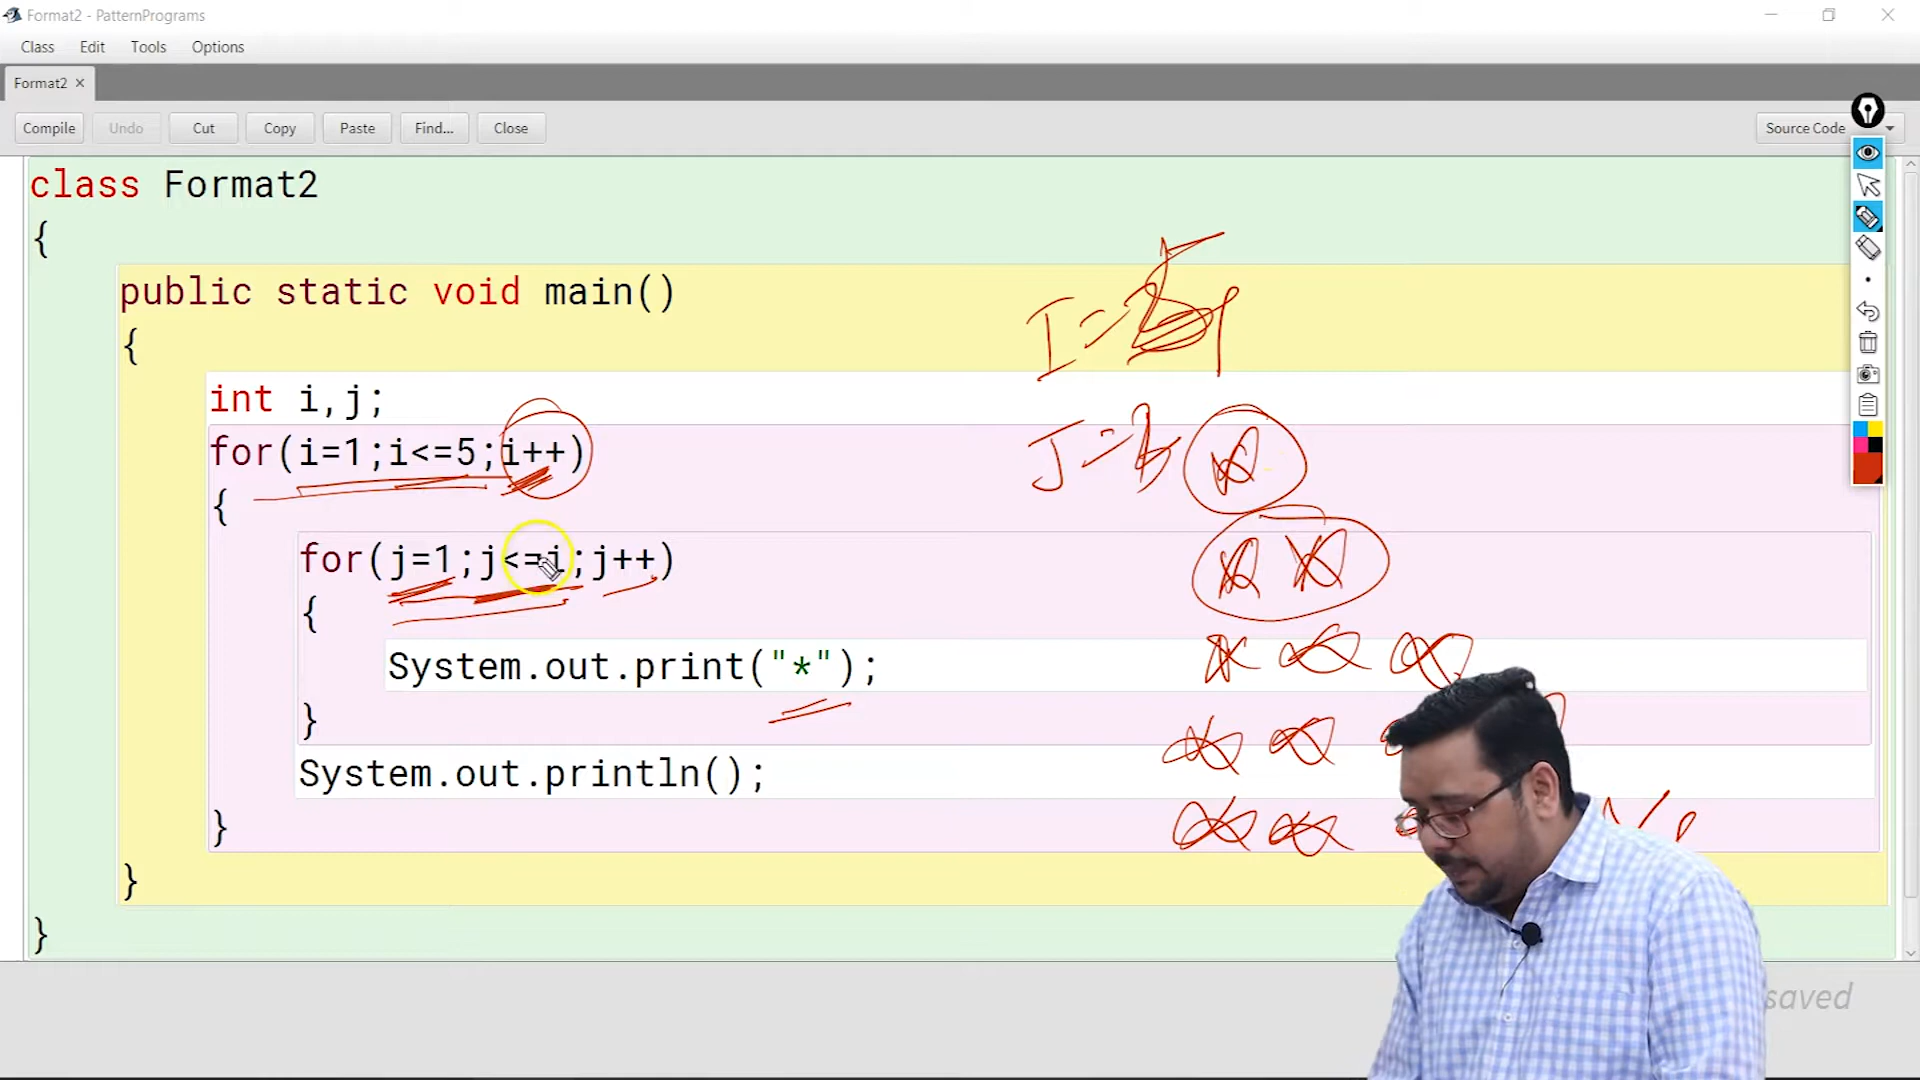 Format2 - PatternPrograms
Class Edit Tools Options
Format2 ×
Compile Undo Cut Copy Paste Find... Close Source Code
class Format2
{
public static void main()
{
int i,j;
for(i=1;i<=5;i++)
{
for(j=1;j<=i;j++)
{
System.out.print("*");
}
System.out.println();
}
}
}
I=
J=
saved